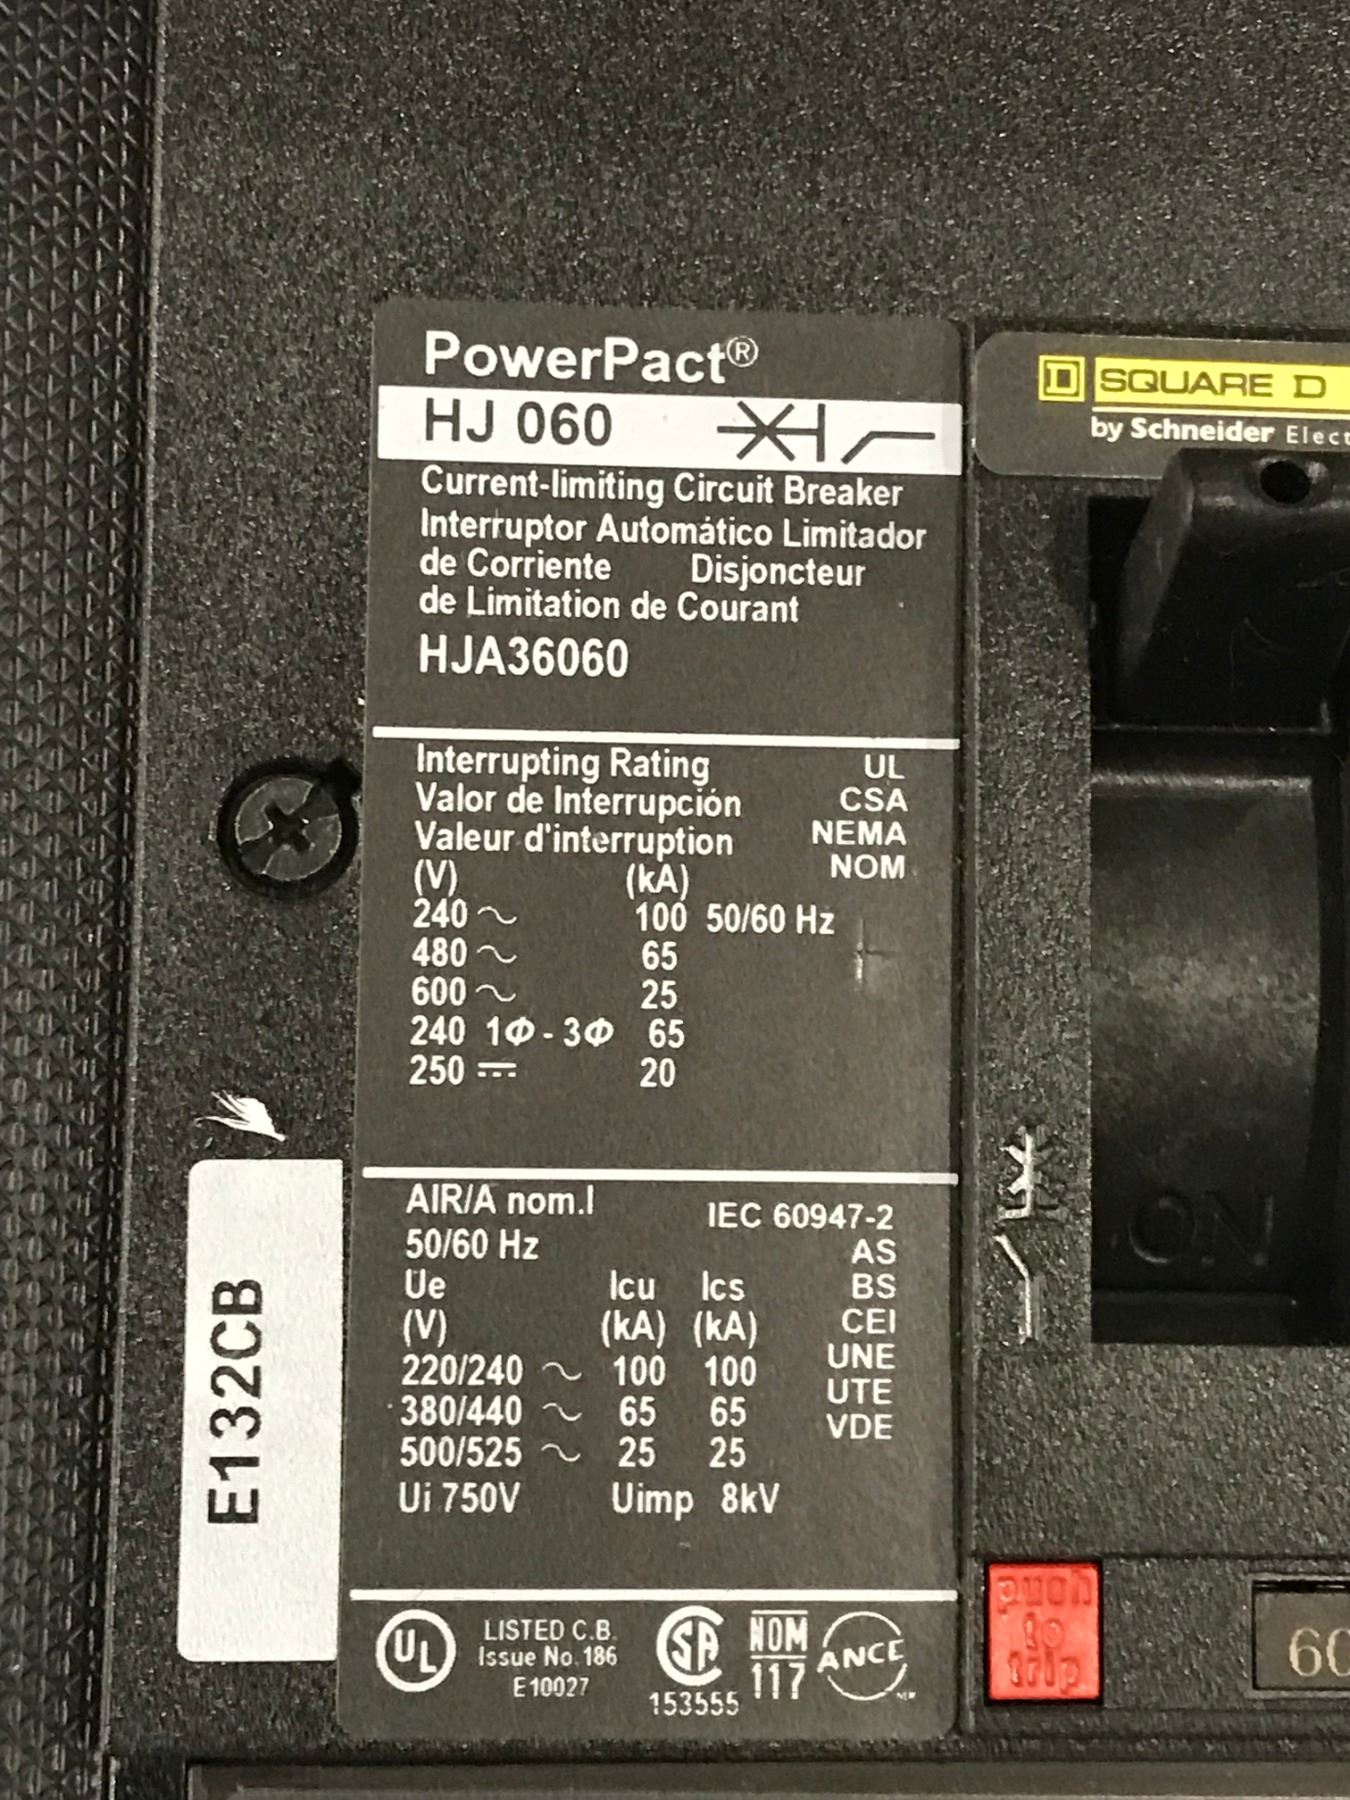 PowerPact®
HJ 060
Current-limiting Circuit Breaker
Interruptor Automático Limitador
de Corriente Disjoncteur
de Limitation de Courant
HJA36060
Interrupting Rating UL
Valor de Interrupción CSA
Valeur d'interruption NEMA
(V) (kA) NOM
240 ~ 100 50/60 Hz
480 ~ 65
600 ~ 25
240 1Φ - 3Φ 65
250 ⎓ 20
AIR/A nom.I IEC 60947-2
50/60 Hz AS
Ue Icu Ics BS
(V) (kA) (kA) CEI
220/240 ~ 100 100 UNE
380/440 ~ 65 65 UTE
500/525 ~ 25 25 VDE
Ui 750V Uimp 8kV
UL
LISTED C.B.
Issue No. 186
E10027
SA
153555
NOM
117
ANCE
E132CB
D SQUARE D
by Schneider Elect
ON
push
to
trip
60